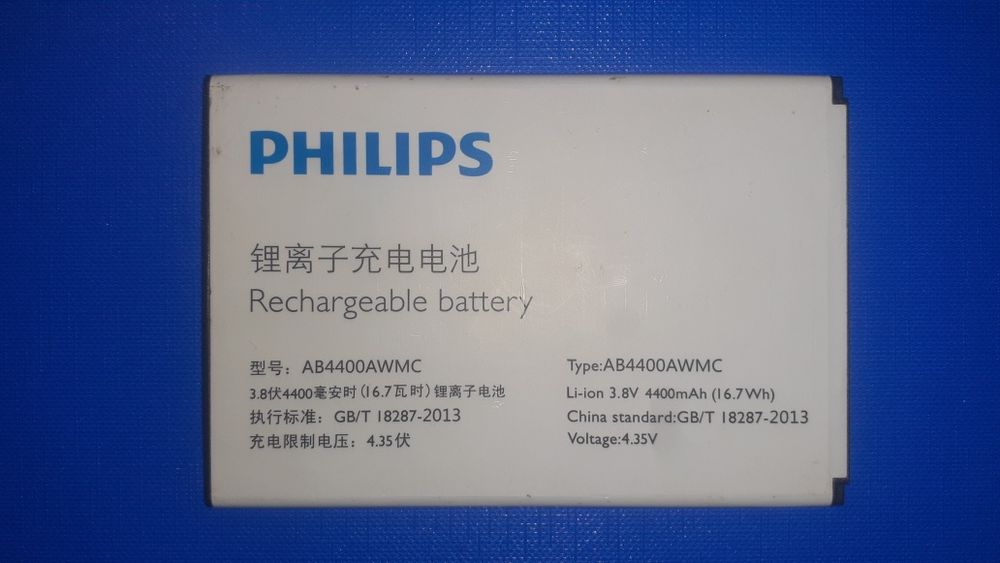 PHILIPS
锂离子充电电池
Rechargeable battery
型号：AB4400AWMC
3.8伏4400毫安时(16.7瓦时)锂离子电池
执行标准：GB/T 18287-2013
充电限制电压：4.35伏
Type:AB4400AWMC
Li-ion 3.8V 4400mAh (16.7Wh)
China standard:GB/T 18287-2013
Voltage:4.35V